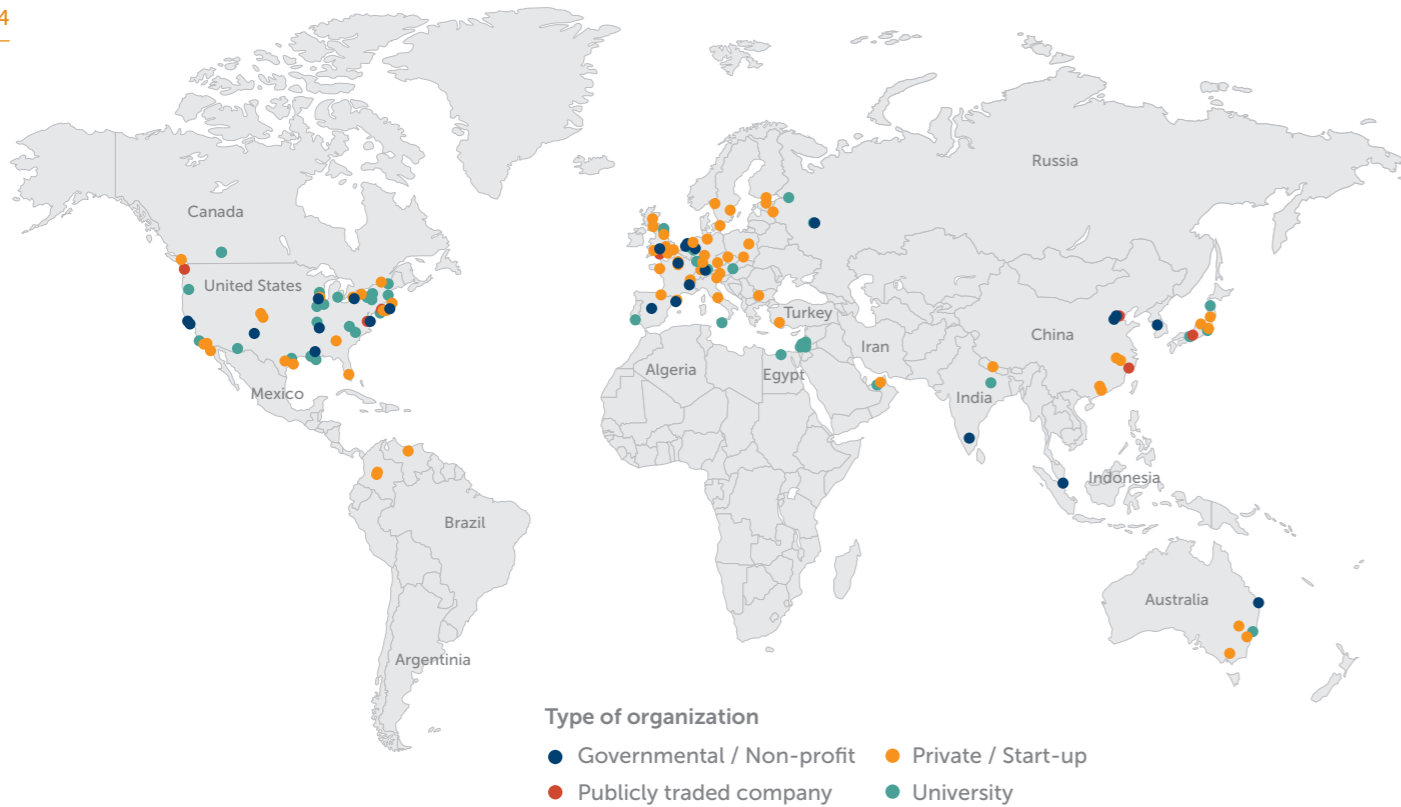 4
Russia
Canada
United States
Turkey
China
Iran
Algeria
Egypt
Mexico
India
Indonesia
Brazil
Australia
Argentinia
Type of organization
Governmental / Non-profit
Private / Start-up
Publicly traded company
University